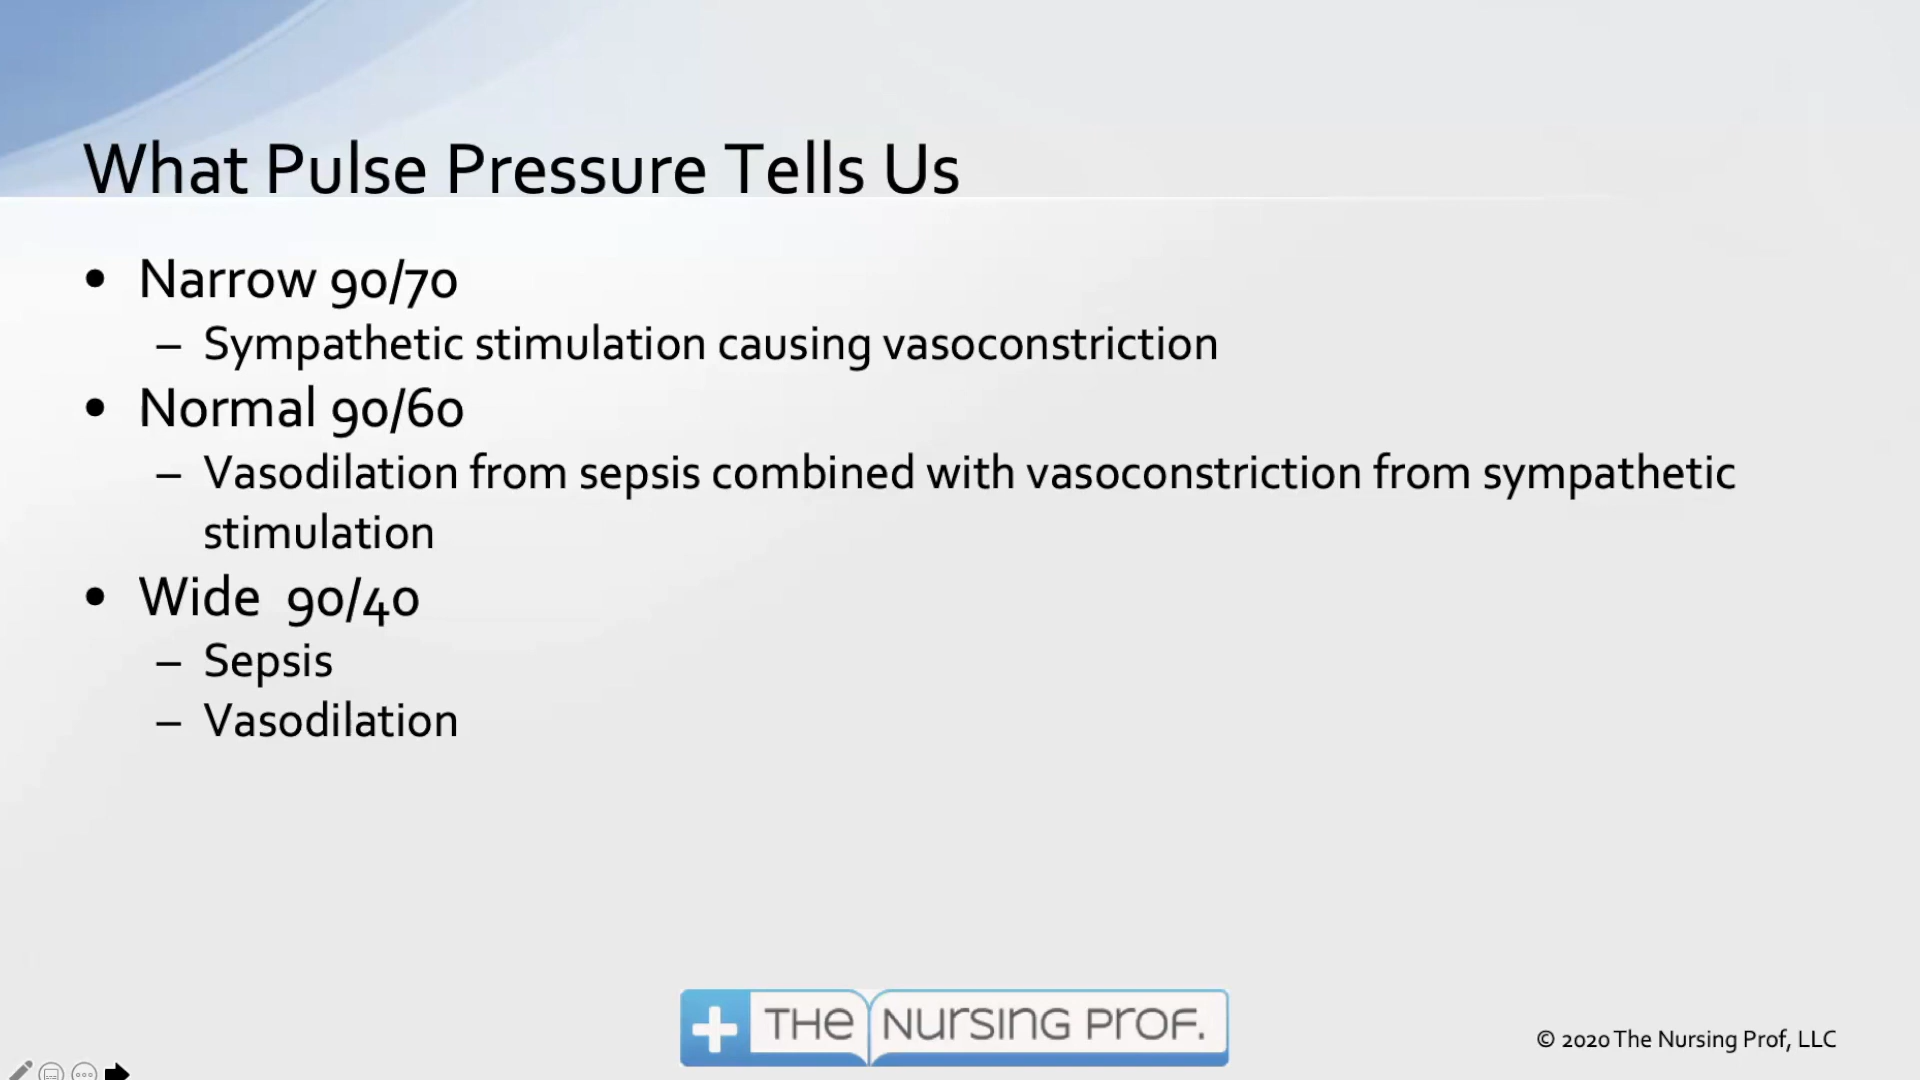 What Pulse Pressure Tells Us
• Narrow 90/70
– Sympathetic stimulation causing vasoconstriction
• Normal 90/60
– Vasodilation from sepsis combined with vasoconstriction from sympathetic
stimulation
• Wide 90/40
– Sepsis
– Vasodilation
THE NURSING PROF.
© 2020 The Nursing Prof, LLC